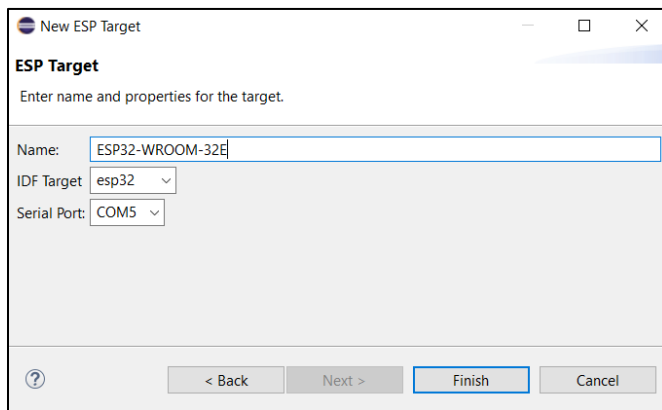 New ESP Target
ESP Target
Enter name and properties for the target.
Name: ESP32-WROOM-32E
IDF Target esp32
Serial Port: COM5
? < Back Next > Finish Cancel